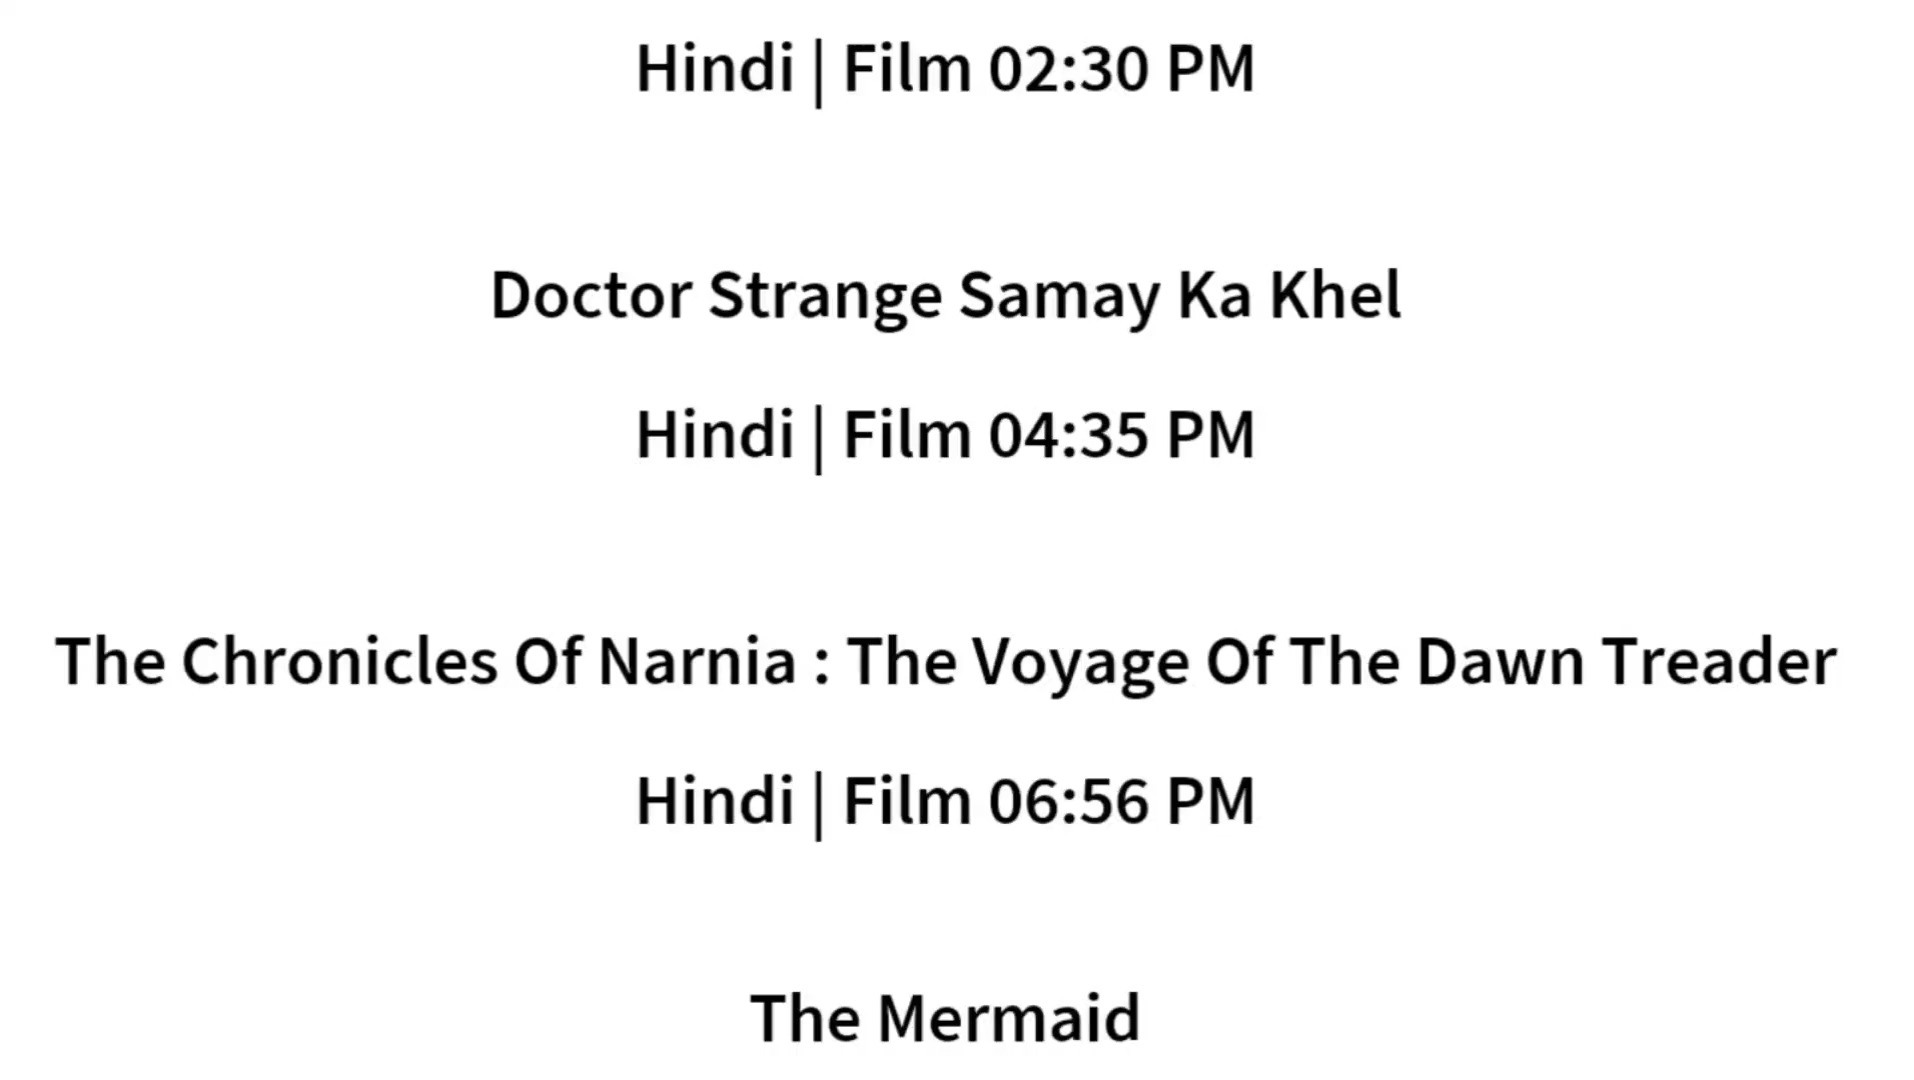 Hindi | Film 02:30 PM
Doctor Strange Samay Ka Khel
Hindi | Film 04:35 PM
The Chronicles Of Narnia : The Voyage Of The Dawn Treader
Hindi | Film 06:56 PM
The Mermaid